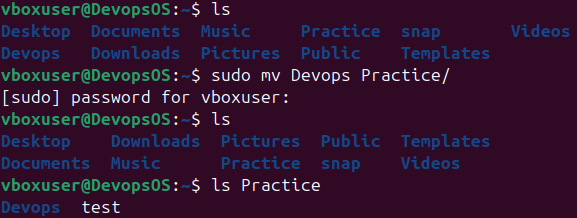 vboxuser@DevopsOS:~$ ls
Desktop  Documents  Music     Practice  snap       Videos
Devops   Downloads  Pictures  Public    Templates
vboxuser@DevopsOS:~$ sudo mv Devops Practice/
[sudo] password for vboxuser:
vboxuser@DevopsOS:~$ ls
Desktop    Downloads  Pictures  Public  Templates
Documents  Music      Practice  snap    Videos
vboxuser@DevopsOS:~$ ls Practice
Devops  test